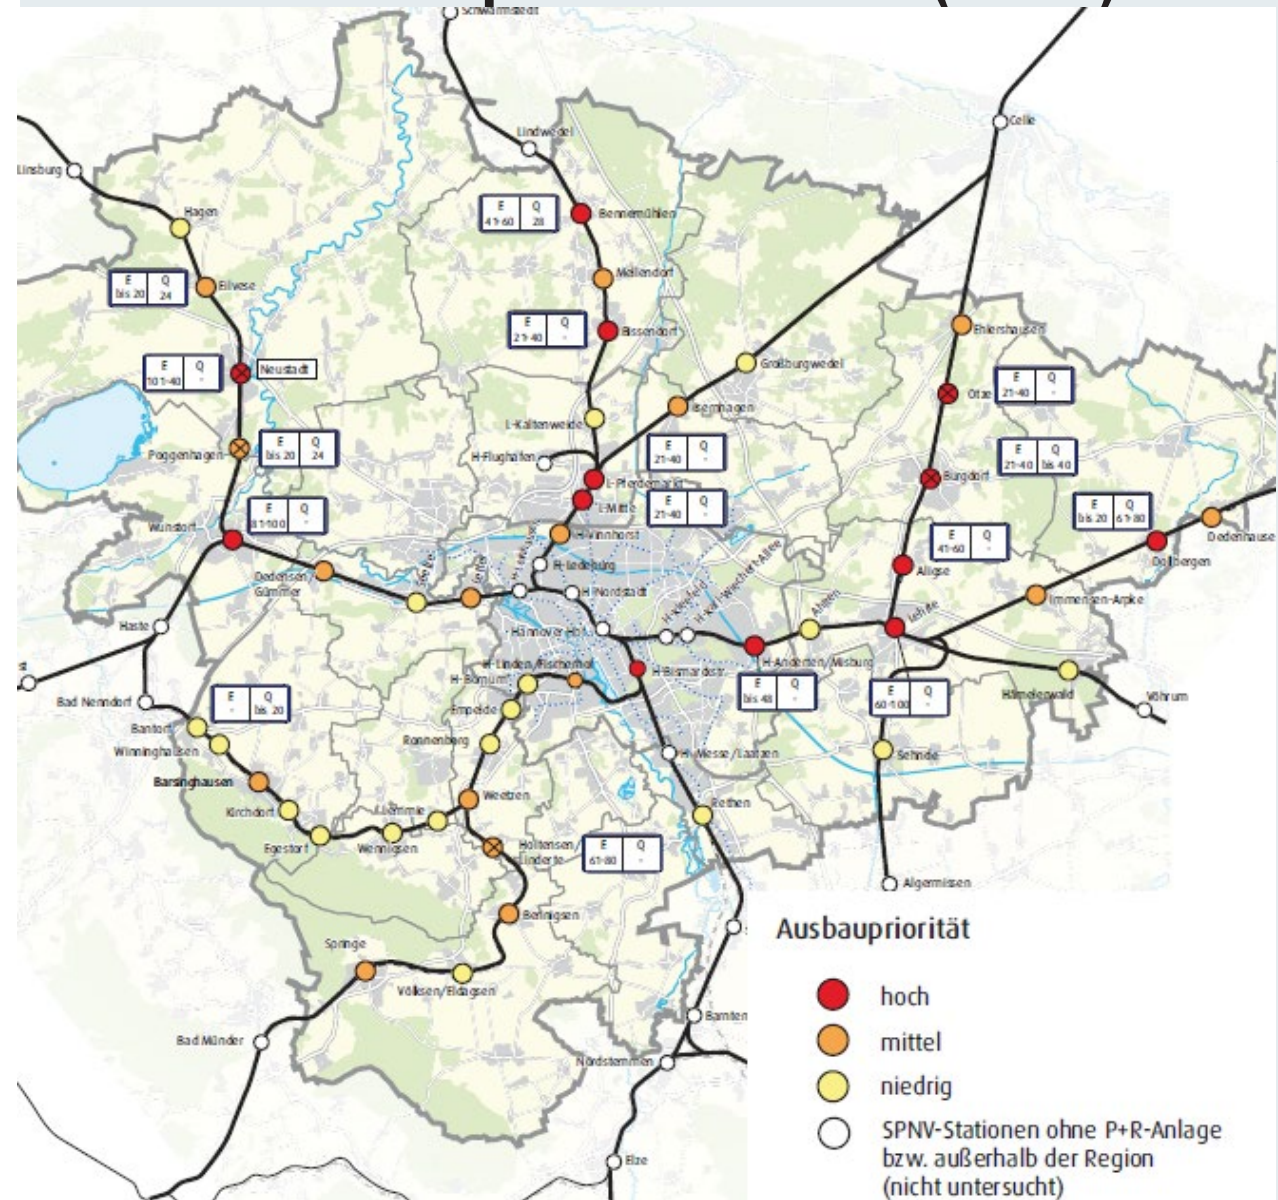 Schwarmstedt
Celle
Lindwedel
Linsburg
Hagen
E Q
41-60 28
Bennemühlen
Mellendorf
Eilvese
E Q
bis 20 24
E Q
21-40 -
Bissendorf
Ehlershausen
Großburgwedel
E Q
101-40 -
Neustadt
Otze
E Q
21-40 -
Isernhagen
L-Kaltenweide
Poggenhagen
E Q
bis 20 24
H-Flughafen
E Q
21-40 -
E Q
21-40 bis 40
Burgdorf
L-Pferdemarkt
L-Mitte
E Q
21-40 -
Wunstorf
E Q
81-100 -
E Q
bis 20 61-80
Dedenhause
Dollbergen
H-Vinnhorst
E Q
41-60 -
Aligse
H-Ledeburg
Dedensen/
Gümmer
H-Nordstadt
H-Kleefeld
H-Karl-Wiechert-Allee
Ahlten
Lehrte
Immensen-Arpke
Haste
Hannover Hbf
H-Linden/Fischerhof
H-Bismarckstr.
H-Anderten/Misburg
H-Bornum
E Q
bis 48 -
E Q
60-100 -
Hämelerwald
Vöhrum
Bad Nenndorf
E Q
- bis 20
Empelde
Bantorf
Winninghausen
Ronnenberg
H-Messe/Laatzen
Sehnde
Barsinghausen
Weetzen
Rethen
Kirchdorf
Lemmie
Egestorf
Wennigsen
Holtensen/
Linderte
E Q
61-80 -
Algermissen
Bennigsen
Springe
Völksen/Eldagsen
Barnten
Bad Münder
Nordstemmen
Elze
Ausbaupriorität
hoch
mittel
niedrig
SPNV-Stationen ohne P+R-Anlage
bzw. außerhalb der Region
(nicht untersucht)